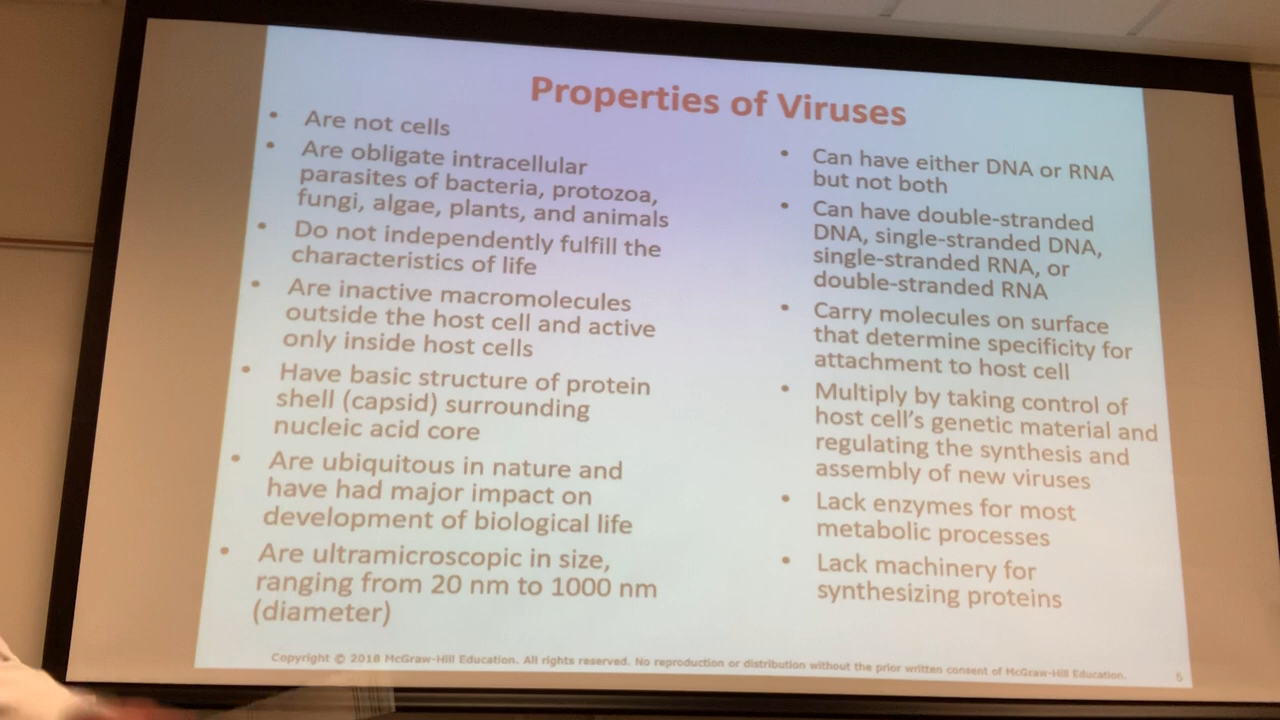 Properties of Viruses
• Are not cells
• Are obligate intracellular
parasites of bacteria, protozoa,
fungi, algae, plants, and animals
• Do not independently fulfill the
characteristics of life
• Are inactive macromolecules
outside the host cell and active
only inside host cells
• Have basic structure of protein
shell (capsid) surrounding
nucleic acid core
• Are ubiquitous in nature and
have had major impact on
development of biological life
• Are ultramicroscopic in size,
ranging from 20 nm to 1000 nm
(diameter)
• Can have either DNA or RNA
but not both
• Can have double-stranded
DNA, single-stranded DNA,
single-stranded RNA, or
double-stranded RNA
• Carry molecules on surface
that determine specificity for
attachment to host cell
• Multiply by taking control of
host cell's genetic material and
regulating the synthesis and
assembly of new viruses
• Lack enzymes for most
metabolic processes
• Lack machinery for
synthesizing proteins
Copyright © 2018 McGraw-Hill Education. All rights reserved. No reproduction or distribution without the prior written consent of McGraw-Hill Education.
5